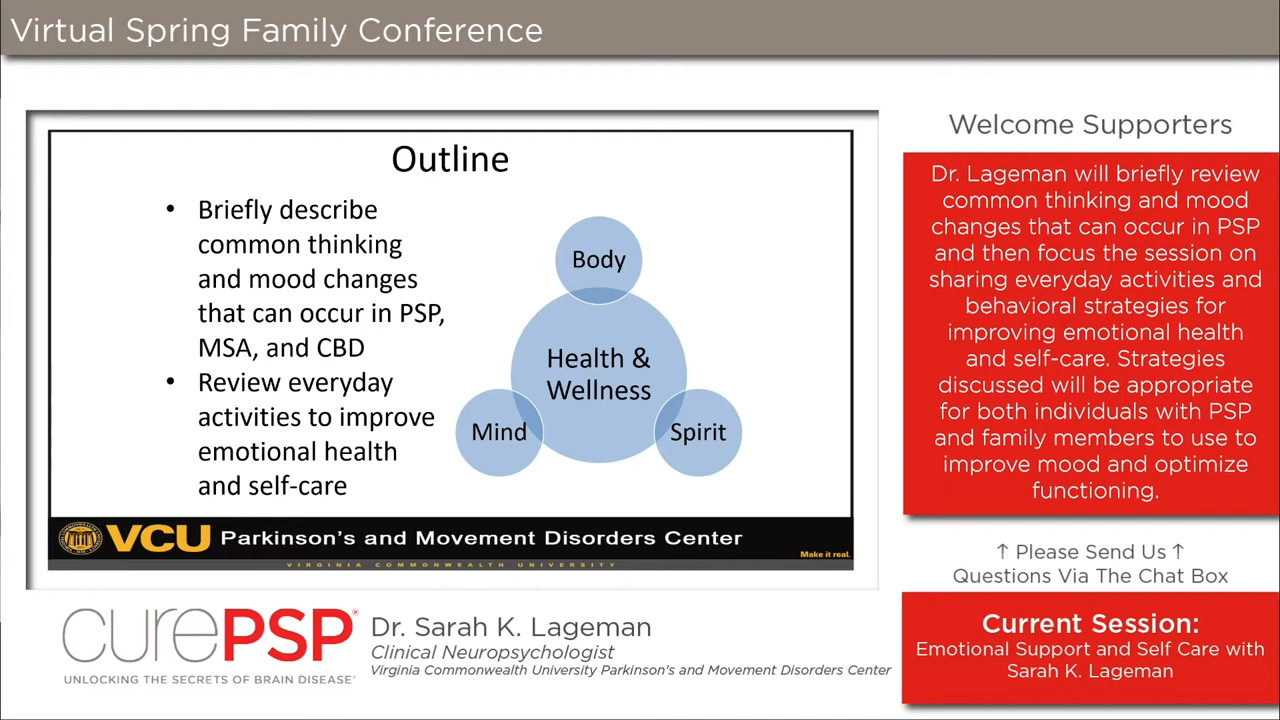 Virtual Spring Family Conference
Outline
• Briefly describe
common thinking
and mood changes
that can occur in PSP,
MSA, and CBD
• Review everyday
activities to improve
emotional health
and self-care
Body
Health &
Wellness
Mind
Spirit
VCU Parkinson's and Movement Disorders Center
Make it real.
VIRGINIA COMMONWEALTH UNIVERSITY
Welcome Supporters
Dr. Lageman will briefly review
common thinking and mood
changes that can occur in PSP
and then focus the session on
sharing everyday activities and
behavioral strategies for
improving emotional health
and self-care. Strategies
discussed will be appropriate
for both individuals with PSP
and family members to use to
improve mood and optimize
functioning.
↑ Please Send Us ↑
Questions Via The Chat Box
Current Session:
Emotional Support and Self Care with
Sarah K. Lageman
curePSP®
UNLOCKING THE SECRETS OF BRAIN DISEASE®
Dr. Sarah K. Lageman
Clinical Neuropsychologist
Virginia Commonwealth University Parkinson's and Movement Disorders Center